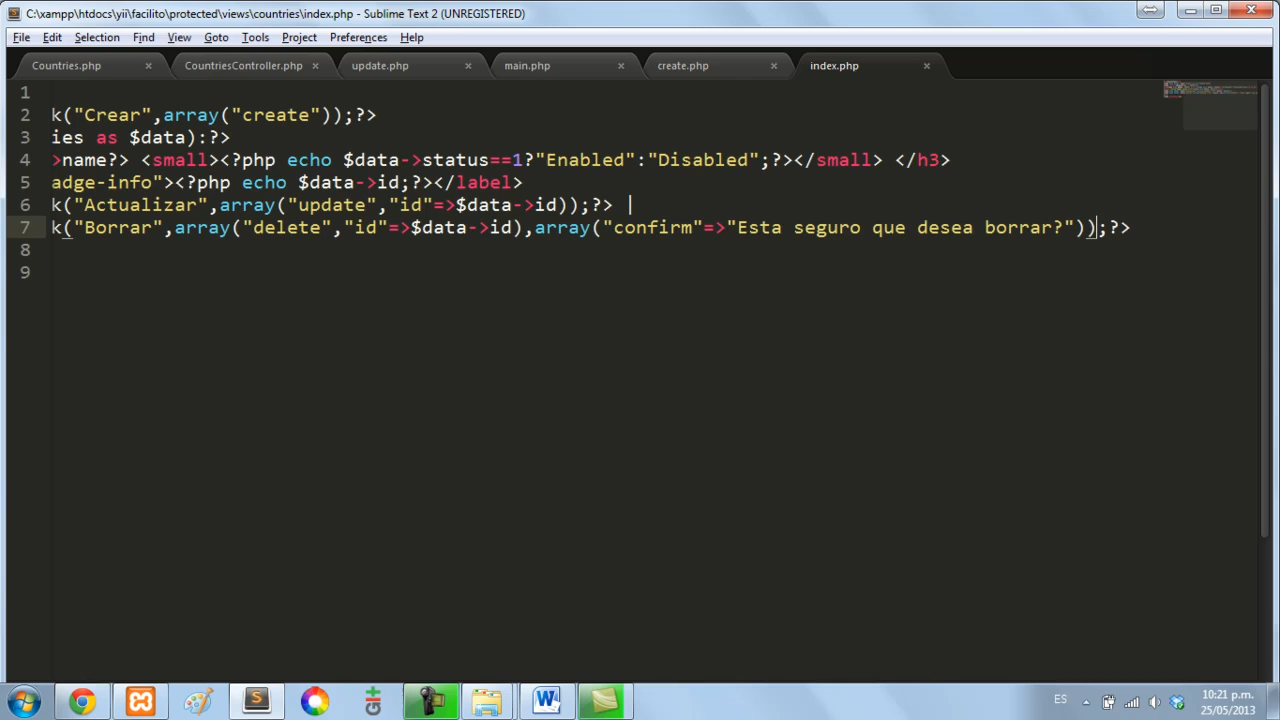 C:\xampp\htdocs\yii\facilito\protected\views\countries\index.php - Sublime Text 2 (UNREGISTERED)
File Edit Selection Find View Goto Tools Project Preferences Help
Countries.php CountriesController.php update.php main.php create.php index.php
1
2 k("Crear",array("create"));?>
3 ies as $data):?>
4 >name?> <small><?php echo $data->status==1?"Enabled":"Disabled";?></small> </h3>
5 adge-info"><?php echo $data->id;?></label>
6 k("Actualizar",array("update","id"=>$data->id));?> |
7 k("Borrar",array("delete","id"=>$data->id),array("confirm"=>"Esta seguro que desea borrar?"));?>
8
9
ES 10:21 p.m.
25/05/2013